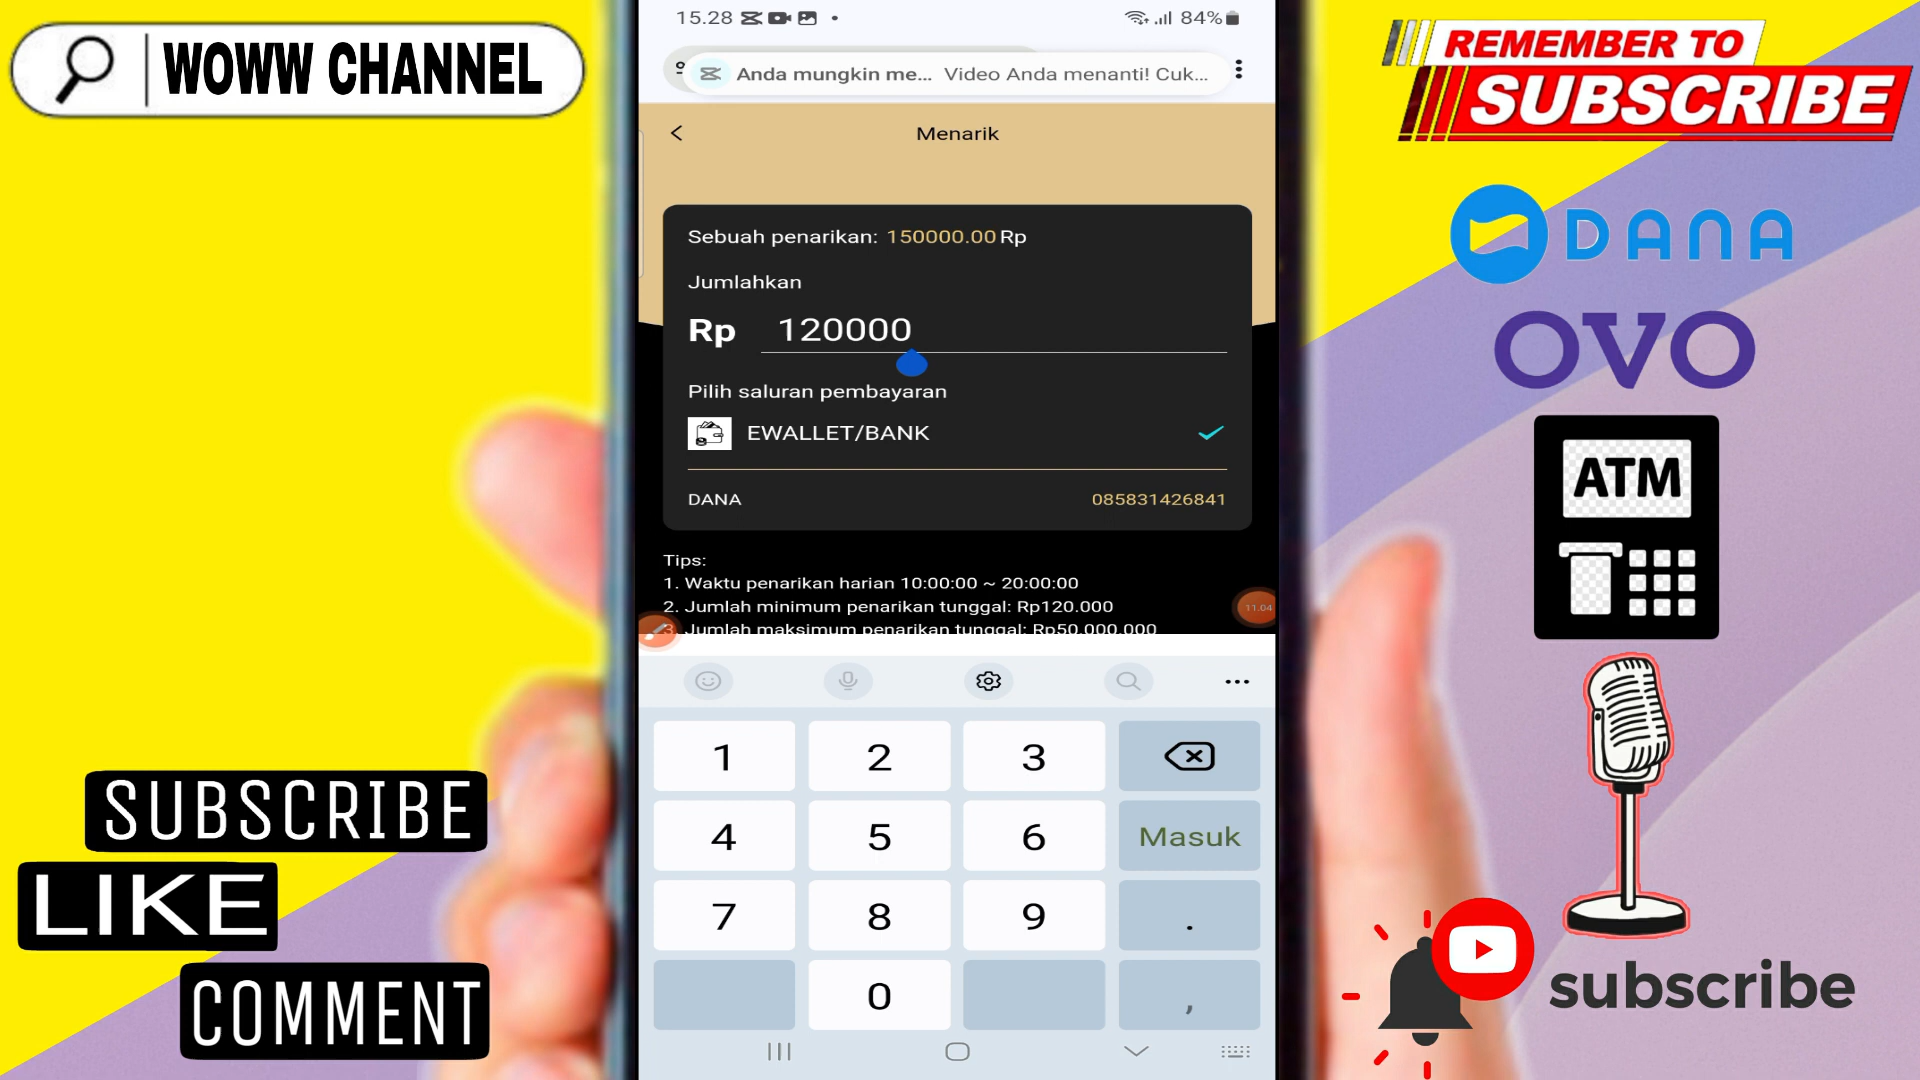 WOWW CHANNEL
15.28
84%
Anda mungkin me... Video Anda menanti! Cuk...
Menarik
Sebuah penarikan: 150000.00 Rp
Jumlahkan
Rp 120000
Pilih saluran pembayaran
EWALLET/BANK
DANA 085831426841
Tips:
1. Waktu penarikan harian 10:00:00 ~ 20:00:00
2. Jumlah minimum penarikan tunggal: Rp120.000
3. Jumlah maksimum penarikan tunggal: Rp50.000.000
11.04
1 2 3
4 5 6 Masuk
7 8 9 .
0 ,
REMEMBER TO
SUBSCRIBE
DANA
OVO
ATM
subscribe
SUBSCRIBE
LIKE
COMMENT